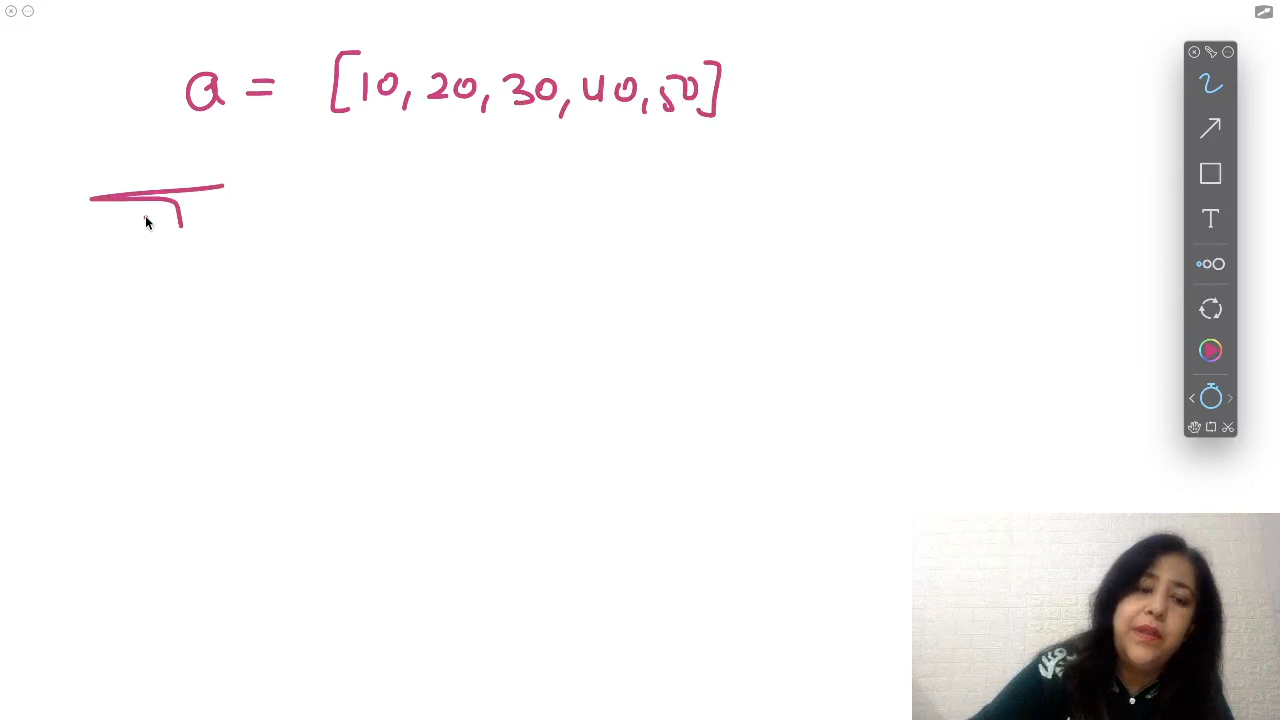 a = [10, 20, 30, 40, 50]